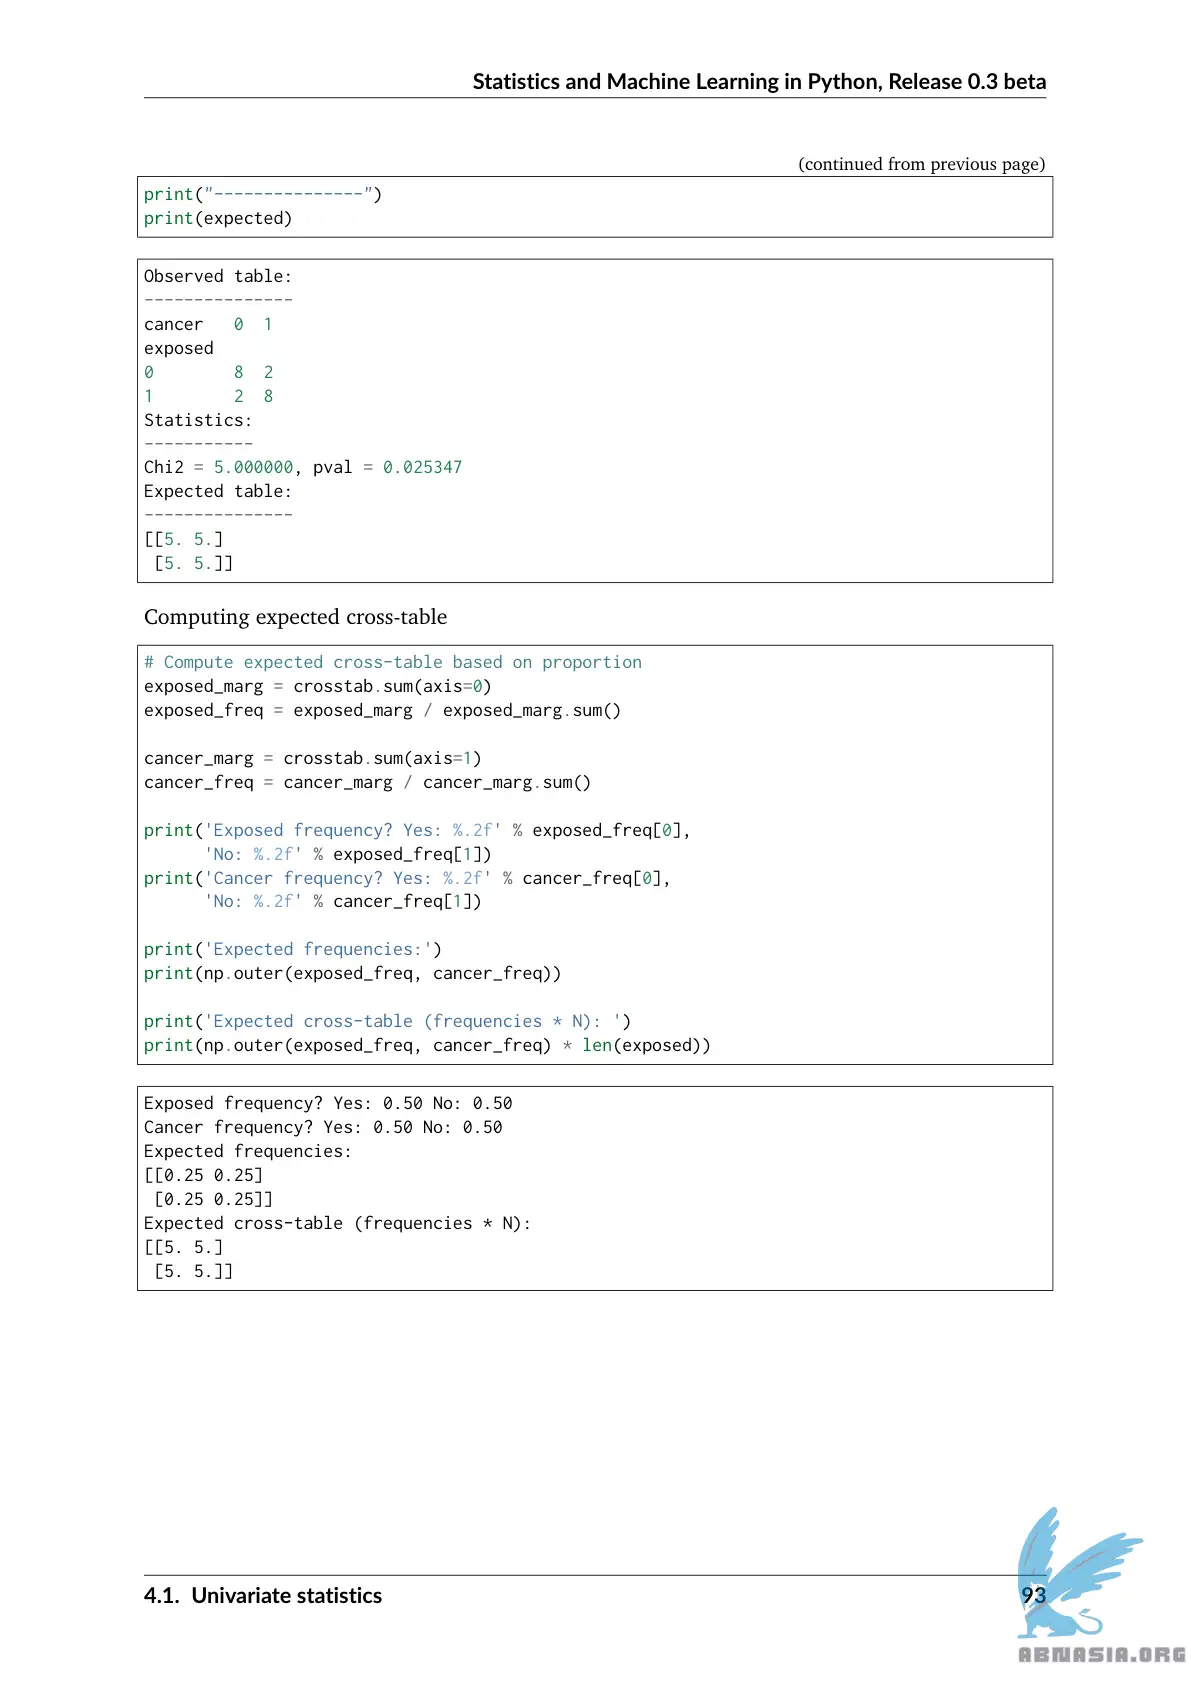 Statistics and Machine Learning in Python, Release 0.3 beta
(continued from previous page)
print("---------------")
print(expected)
Observed table:
---------------
cancer   0  1
exposed
0        8  2
1        2  8
Statistics:
-----------
Chi2 = 5.000000, pval = 0.025347
Expected table:
---------------
[[5. 5.]
 [5. 5.]]
Computing expected cross-table
# Compute expected cross-table based on proportion
exposed_marg = crosstab.sum(axis=0)
exposed_freq = exposed_marg / exposed_marg.sum()
cancer_marg = crosstab.sum(axis=1)
cancer_freq = cancer_marg / cancer_marg.sum()
print('Exposed frequency? Yes: %.2f' % exposed_freq[0],
      'No: %.2f' % exposed_freq[1])
print('Cancer frequency? Yes: %.2f' % cancer_freq[0],
      'No: %.2f' % cancer_freq[1])
print('Expected frequencies:')
print(np.outer(exposed_freq, cancer_freq))
print('Expected cross-table (frequencies * N): ')
print(np.outer(exposed_freq, cancer_freq) * len(exposed))
Exposed frequency? Yes: 0.50 No: 0.50
Cancer frequency? Yes: 0.50 No: 0.50
Expected frequencies:
[[0.25 0.25]
 [0.25 0.25]]
Expected cross-table (frequencies * N):
[[5. 5.]
 [5. 5.]]
4.1. Univariate statistics 93
ABNASIA.ORG